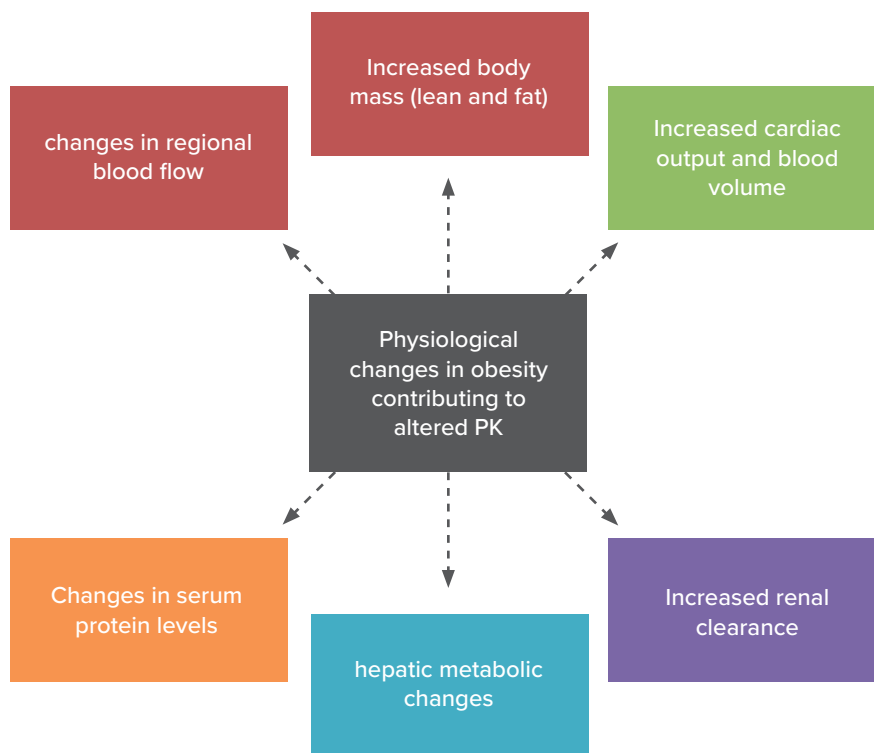 Increased body
mass (lean and fat)
changes in regional
blood flow
Increased cardiac
output and blood
volume
Physiological
changes in obesity
contributing to
altered PK
Changes in serum
protein levels
Increased renal
clearance
hepatic metabolic
changes